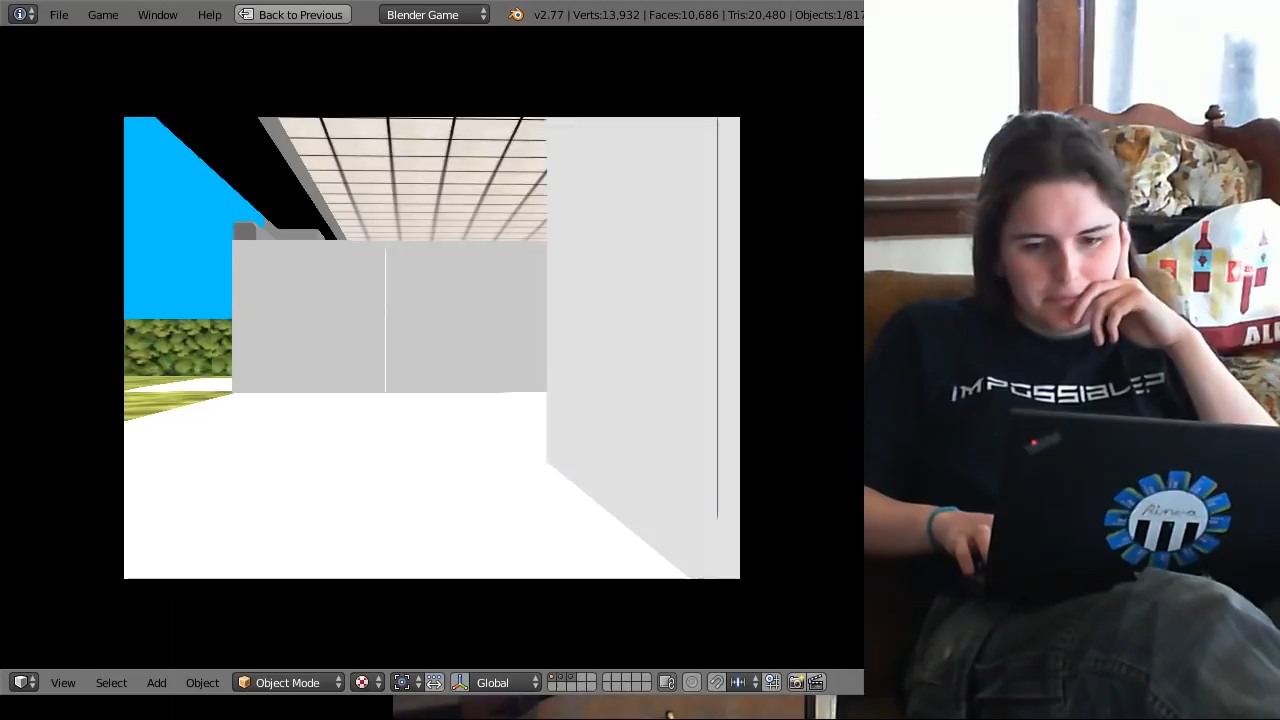 File Game Window Help Back to Previous Blender Game v2.77 | Verts:13,932 | Faces:10,686 | Tris:20,480 | Objects:1/817
IMPOSSIBLE?
View Select Add Object Object Mode Global